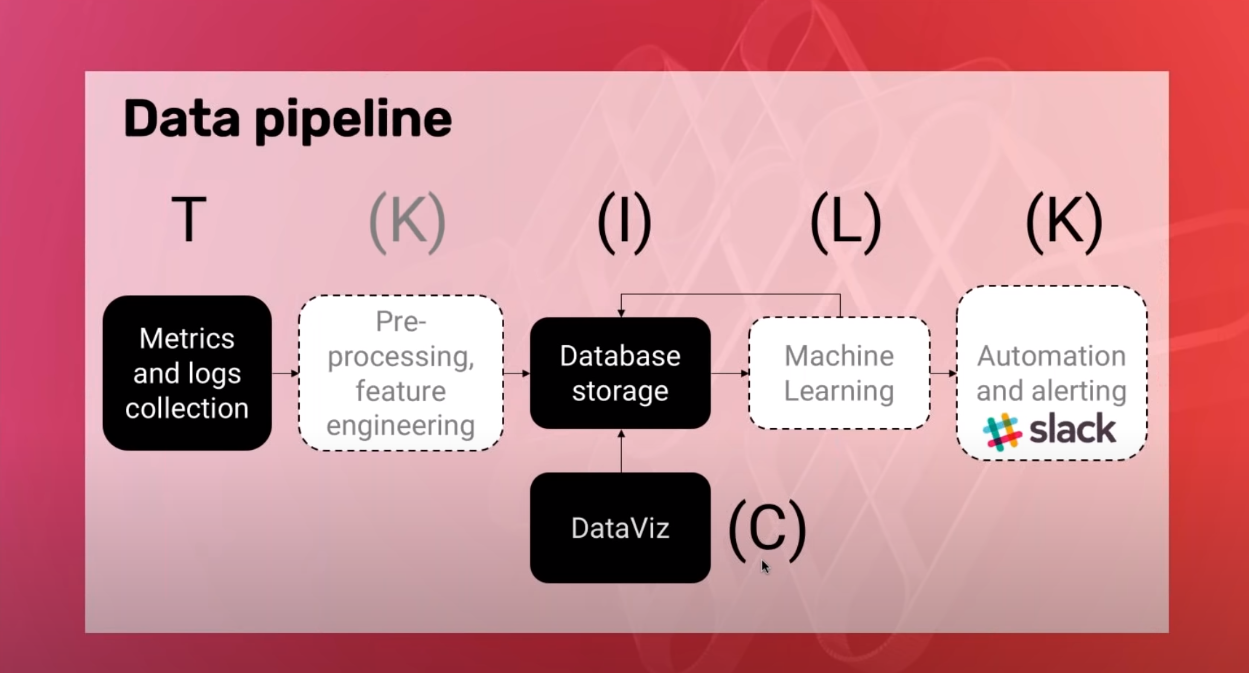 Data pipeline
T
(K)
(I)
(L)
(K)
Metrics
and logs
collection
Pre-
processing,
feature
engineering
Database
storage
Machine
Learning
Automation
and alerting
slack
DataViz
(C)